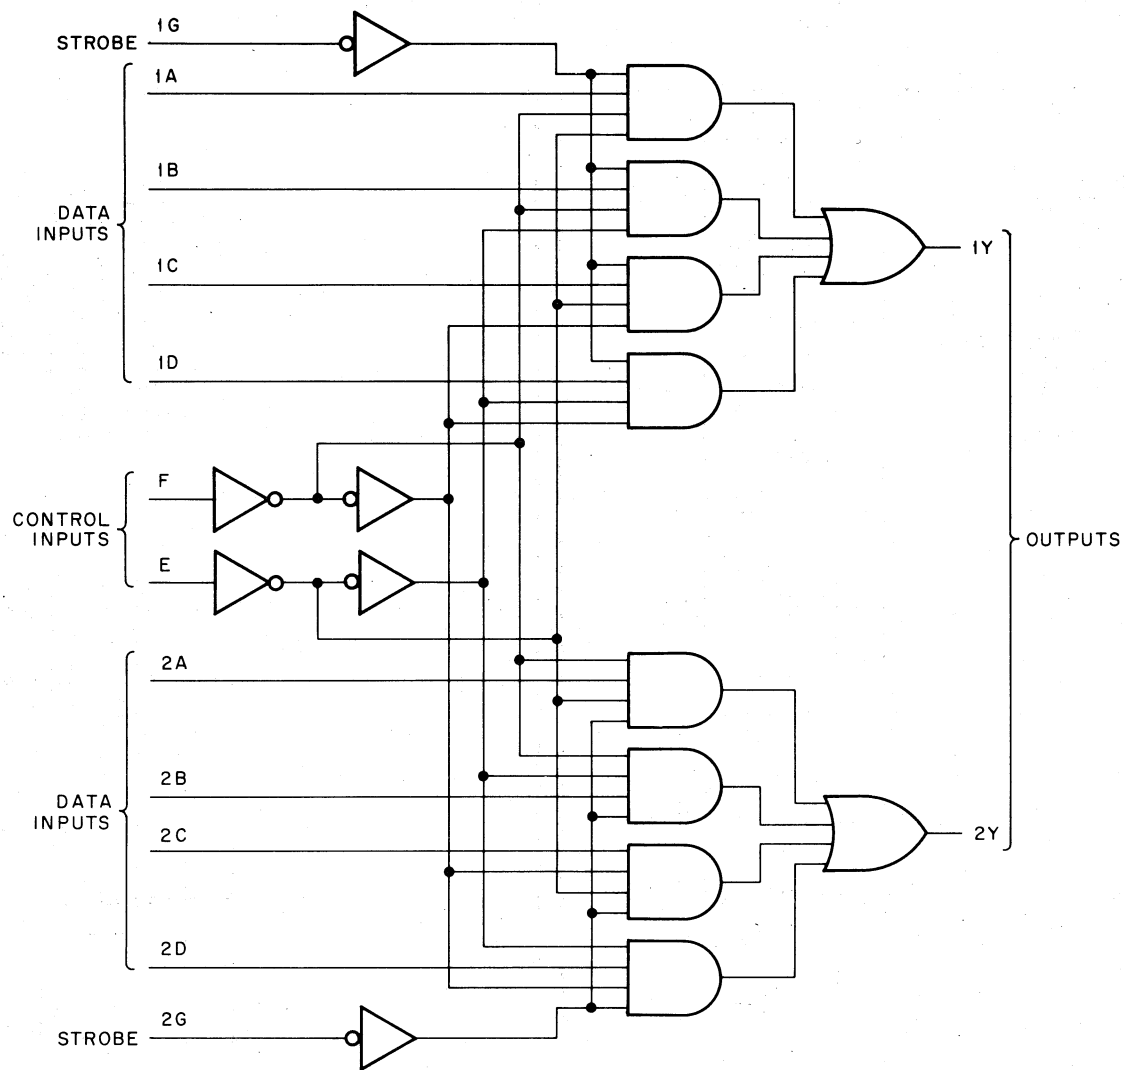 1G
STROBE
1A
1B
DATA
INPUTS
1C
1D
1Y
F
CONTROL
INPUTS
E
OUTPUTS
2A
2B
DATA
INPUTS
2C
2Y
2D
2G
STROBE